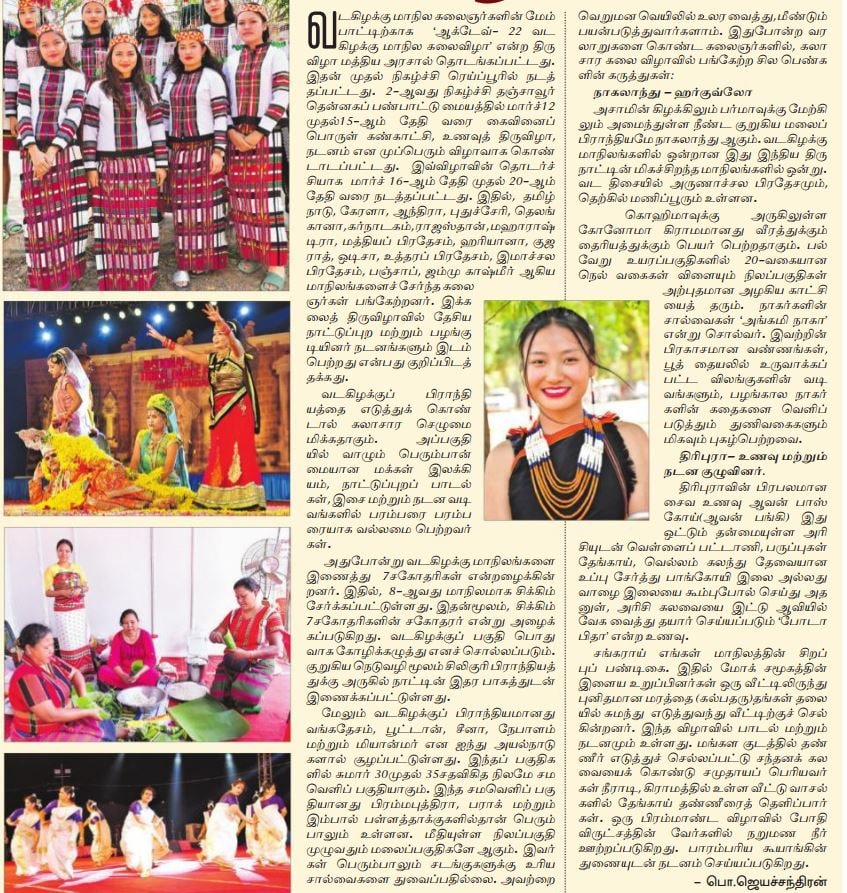 வடகிழக்கு மாநில கலைஞர்களின் மேம்
பாட்டிற்காக ‘ஆக்டேவ்- 22 வட
கிழக்கு மாநில கலைவிழா’ என்ற திரு
விழா மத்திய அரசால் தொடங்கப்பட்டது.
இதன் முதல் நிகழ்ச்சி ரெய்ப்பூரில் நடத்
தப்பட்டது. 2-ஆவது நிகழ்ச்சி தஞ்சாவூர்
தென்னகப் பண்பாட்டு மையத்தில் மார்ச்12
முதல்15-ஆம் தேதி வரை கைவினைப்
பொருள் கண்காட்சி, உணவுத் திருவிழா,
நடனம் என முப்பெரும் விழாவாக கொண்
டாடப்பட்டது. இவ்விழாவின் தொடர்ச்
சியாக மார்ச் 16-ஆம் தேதி முதல் 20-ஆம்
தேதி வரை நடத்தப்பட்டது. இதில், தமிழ்
நாடு, கேரளா, ஆந்திரா, புதுச்சேரி, தெலங்
கானா,கர்நாடகம்,ராஜஸ்தான்,மஹாராஷ்
டிரா, மத்தியப் பிரதேசம், ஹரியானா, குஜ
ராத், ஒடிசா, உத்தரப் பிரதேசம், இமாச்சல
பிரதேசம், பஞ்சாப், ஜம்மு காஷ்மீர் ஆகிய
மாநிலங்களைச் சேர்ந்த கலை
ஞர்கள் பங்கேற்றனர். இக்க
லைத் திருவிழாவில் தேசிய
நாட்டுப்புற மற்றும் பழங்கு
டியினர் நடனங்களும் இடம்
பெற்றது என்பது குறிப்பிடத்
தக்கது.
வடகிழக்குப் பிராந்தி
யத்தை எடுத்துக் கொண்
டால் கலாசார செழுமை
மிக்கதாகும். அப்பகுதி
யில் வாழும் பெரும்பான்
மையான மக்கள் இலக்கி
யம், நாட்டுப்புறப் பாடல்
கள், இசை மற்றும் நடன வடி
வங்களில் பரம்பரை பரம்ப
ரையாக வல்லமை பெற்றவர்
கள்.
அதுபோன்று வடகிழக்கு மாநிலங்களை
இணைத்து 7சகோதரிகள் என்றழைக்கின்
றனர். இதில், 8-ஆவது மாநிலமாக சிக்கிம்
சேர்க்கப்பட்டுள்ளது. இதன்மூலம், சிக்கிம்
7சகோதரிகளின் சகோதரர் என்று அழைக்
கப்படுகிறது. வடகிழக்குப் பகுதி பொது
வாக கோழிக்கழுத்து எனச் சொல்லப்படும்.
குறுகிய நெடுவழி மூலம் சிலிகுரி பிராந்தியத்
துக்கு அருகில் நாட்டின் இதர பாகத்துடன்
இணைக்கப்பட்டுள்ளது.
மேலும் வடகிழக்குப் பிராந்தியமானது
வங்கதேசம், பூட்டான், சீனா, நேபாளம்
மற்றும் மியான்மர் என ஐந்து அயல்நாடு
களால் சூழப்பட்டுள்ளது. இந்தப் பகுதிக
ளில் சுமார் 30முதல் 35சதவிகித நிலமே சம
வெளிப் பகுதியாகும். இந்த சமவெளிப் பகு
தியானது பிரம்மபுத்திரா, பராக் மற்றும்
இம்பால் பள்ளத்தாக்குகளில்தான் பெரும்
பாலும் உள்ளன. மீதியுள்ள நிலப்பகுதி
முழுவதும் மலைப்பகுதிகளே ஆகும். இவர்
கள் பெரும்பாலும் சடங்குகளுக்கு உரிய
சால்வைகளை துவைப்பதில்லை. அவற்றை
வெறுமன வெயிலில் உலர வைத்து, மீண்டும்
பயன்படுத்துவார்களாம். இதுபோன்ற வர
லாறுகளை கொண்ட கலைஞர்களில், கலா
சார கலை விழாவில் பங்கேற்ற சில பெண்க
ளின் கருத்துகள்:
நாகலாந்து - ஹர்குவ்லோ
அசாமின் கிழக்கிலும் பர்மாவுக்கு மேற்கி
லும் அமைந்துள்ள நீண்ட குறுகிய மலைப்
பிராந்தியமே நாகலாந்து ஆகும். வடகிழக்கு
மாநிலங்களில் ஒன்றான இது இந்திய திரு
நாட்டின் மிகச்சிறந்த மாநிலங்களில் ஒன்று.
வட திசையில் அருணாச்சல பிரதேசமும்,
தெற்கில் மணிப்பூரும் உள்ளன.
கொஹிமாவுக்கு அருகிலுள்ள
கோனோமா கிராமமானது வீரத்துக்கும்
தைரியத்துக்கும் பெயர் பெற்றதாகும். பல்
வேறு உயரப்பகுதிகளில் 20-வகையான
நெல் வகைகள் விளையும் நிலப்பகுதிகள்
அற்புதமான அழகிய காட்சி
யைத் தரும். நாகர்களின்
சால்வைகள் ‘அங்கமி நாகா’
என்று சொல்வர். இவற்றின்
பிரகாசமான வண்ணங்கள்,
பூத் தையலில் உருவாக்கப்
பட்ட விலங்குகளின் வடி
வங்களும், பழங்கால நாகர்
களின் கதைகளை வெளிப்
படுத்தும் துணிவகைகளும்
மிகவும் புகழ்பெற்றவை.
திரிபுரா- உணவு மற்றும்
நடன குழுவினர்.
திரிபுராவின் பிரபலமான
சைவ உணவு ஆவன் பாஸ்
கோய்(ஆவன் பங்கி) இது
ஒட்டும் தன்மையுள்ள அரி
சியுடன் வெள்ளைப் பட்டாணி, பருப்புகள்
தேங்காய், வெல்லம் கலந்து தேவையான
உப்பு சேர்த்து பாங்கோயி இலை அல்லது
வாழை இலையை கூம்புபோல் செய்து அத
னுள், அரிசி கலவையை இட்டு ஆவியில்
வேக வைத்து தயார் செய்யப்படும் ‘போடா
பிதா’ என்ற உணவு.
சங்கராய் எங்கள் மாநிலத்தின் சிறப்
புப் பண்டிகை. இதில் மோக் சமூகத்தின்
இளைய உறுப்பினர்கள் ஒரு வீட்டிலிருந்து
புனிதமான மரத்தை (கல்பதரு)தங்கள் தலை
யில் சுமந்து எடுத்துவந்து வீட்டிற்குச் செல்
கின்றனர். இந்த விழாவில் பாடல் மற்றும்
நடனமும் உள்ளது. மங்கள குடத்தில் தண்
ணீர் எடுத்துச் செல்லப்பட்டு சந்தனக் கல
வையைக் கொண்டு சமுதாயப் பெரியவர்
கள் நீராடி, கிராமத்தில் உள்ள வீட்டு வாசல்
களில் தேங்காய் தண்ணீரைத் தெளிப்பார்
கள். ஒரு பிரம்மாண்ட விழாவில் போதி
விருட்சத்தின் வேர்களில் நறுமண நீர்
ஊற்றப்படுகிறது. பாரம்பரிய கூயாங்கின்
துணையுடன் நடனம் செய்யப்படுகிறது.
- பொ.ஜெயச்சந்திரன்